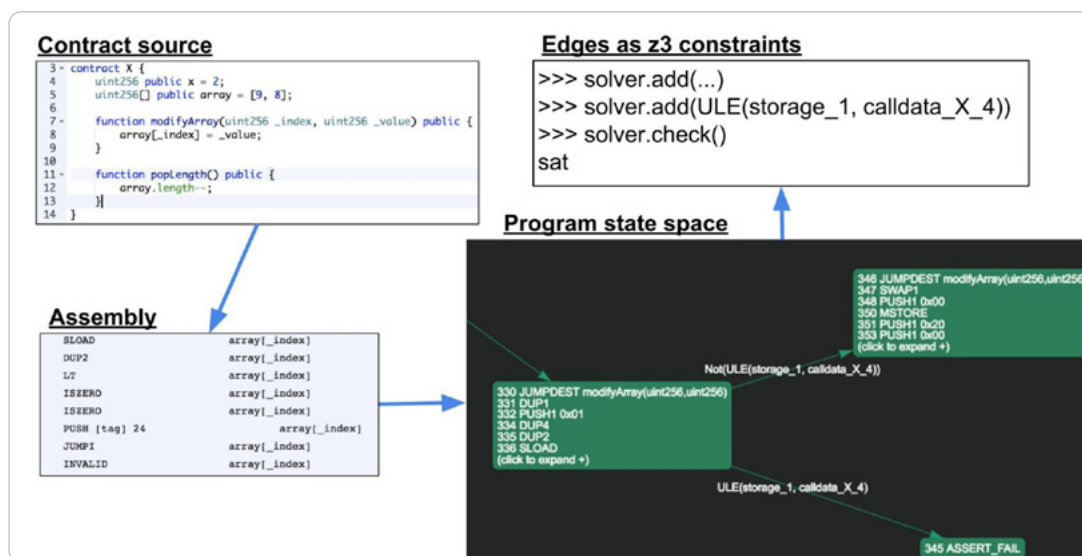 Contract source
3 contract X {
4 uint256 public x = 2;
5 uint256[] public array = [9, 8];
6
7 function modifyArray(uint256 _index, uint256 _value) public {
8 array[_index] = _value;
9 }
10
11 function popLength() public {
12 array.length--;
13 }
14 }
Edges as z3 constraints
>>> solver.add(...)
>>> solver.add(ULE(storage_1, calldata_X_4))
>>> solver.check()
sat
Assembly
SLOAD array[_index]
DUP2 array[_index]
LT array[_index]
ISZERO array[_index]
ISZERO array[_index]
PUSH [tag] 24 array[_index]
JUMPI array[_index]
INVALID array[_index]
Program state space
346 JUMPDEST modifyArray(uint256,uint256
347 SWAP1
348 PUSH1 0x00
350 MSTORE
351 PUSH1 0x20
353 PUSH1 0x00
(click to expand +)
Not(ULE(storage_1, calldata_X_4))
330 JUMPDEST modifyArray(uint256,uint256)
331 DUP1
332 PUSH1 0x01
334 DUP4
335 DUP2
336 SLOAD
(click to expand +)
ULE(storage_1, calldata_X_4)
345 ASSERT_FAIL